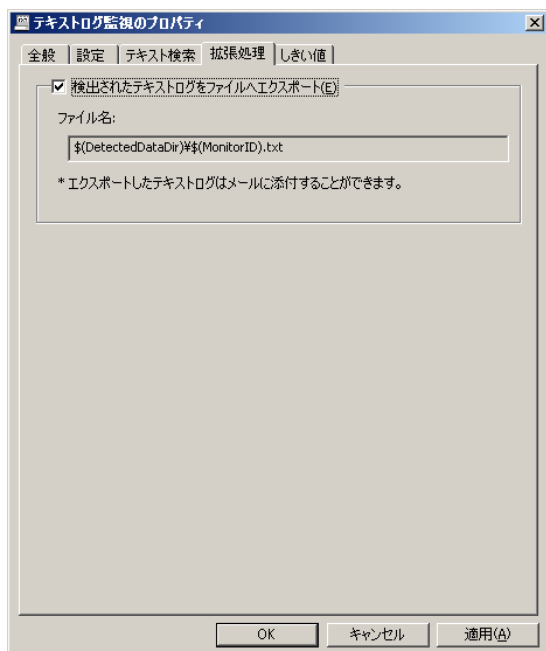 テキストログ監視のプロパティ
全般 設定 テキスト検索 拡張処理 しきい値
検出されたテキストログをファイルへエクスポート(E)
ファイル名:
$(DetectedDataDir)¥$(MonitorID).txt
*エクスポートしたテキストログはメールに添付することができます。
OK キャンセル 適用(A)